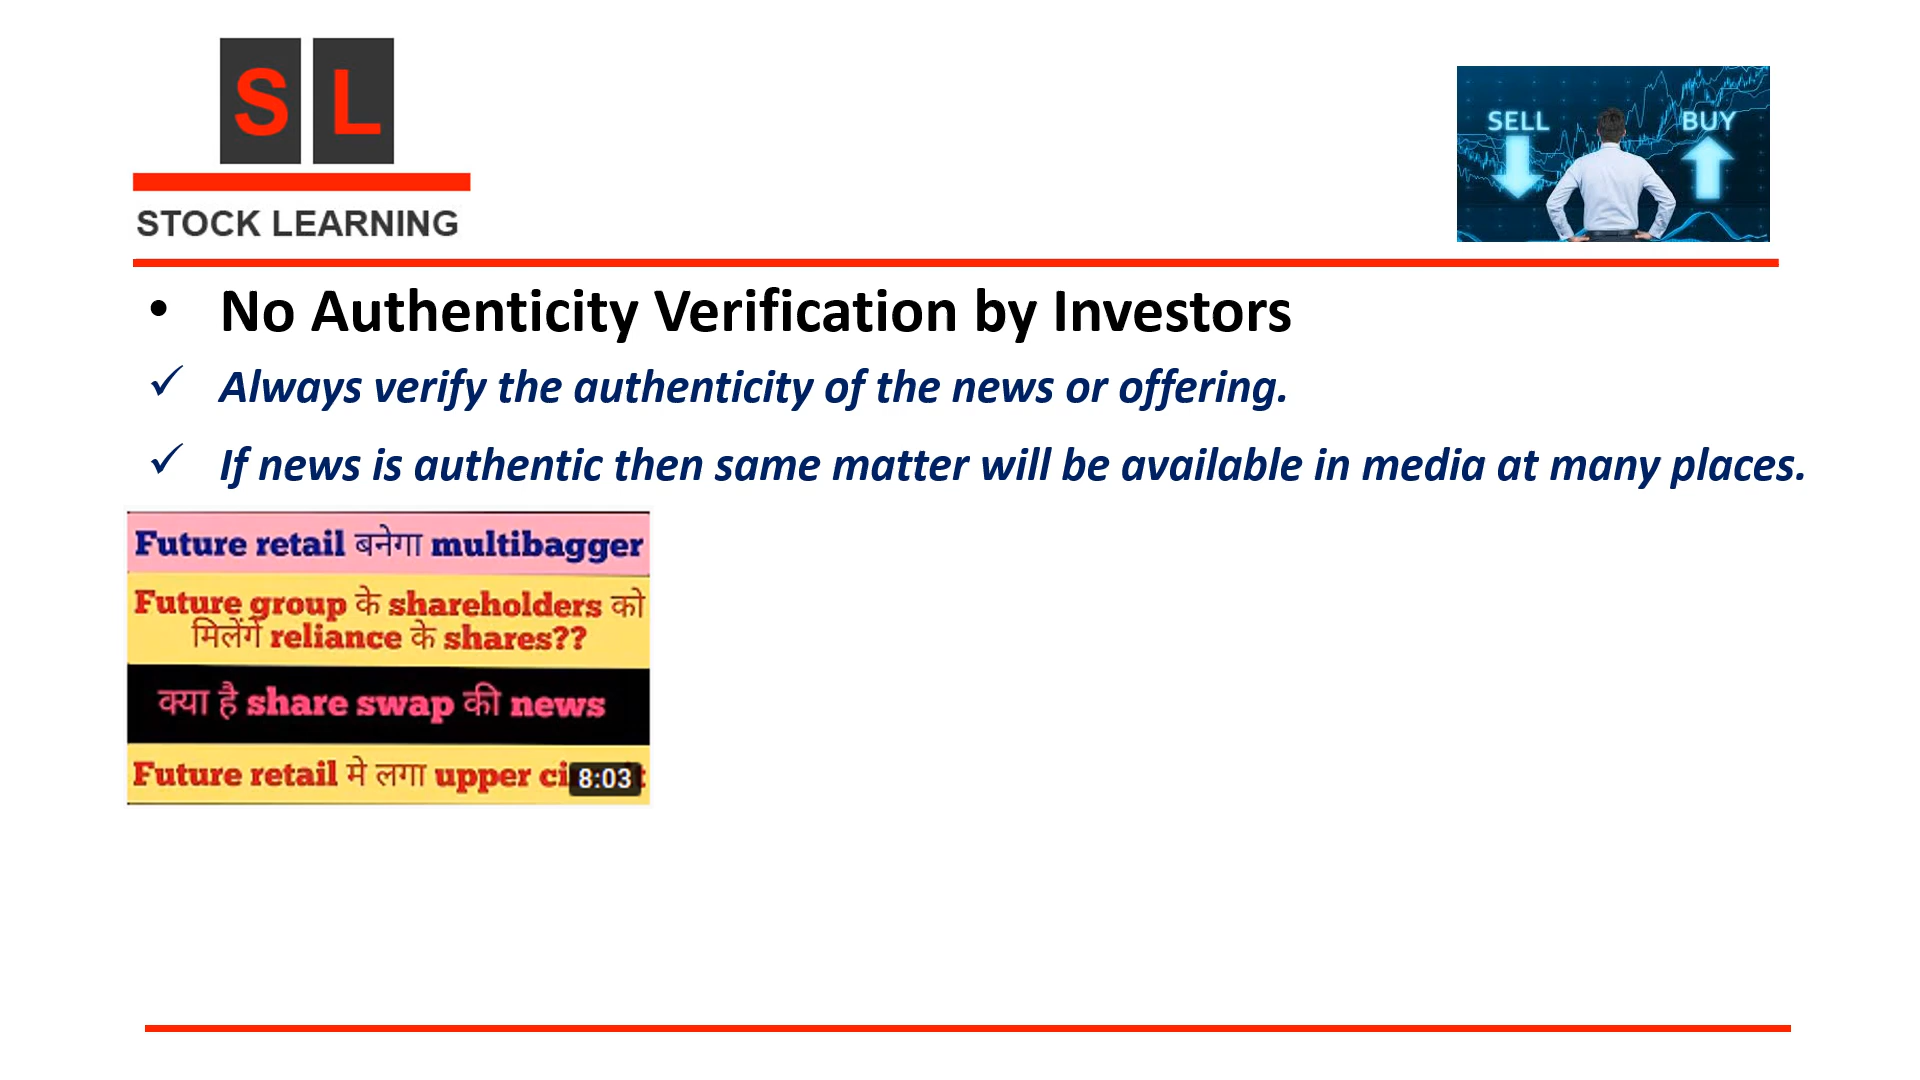 S L
STOCK LEARNING
SELL
BUY
• No Authenticity Verification by Investors
✓ Always verify the authenticity of the news or offering.
✓ If news is authentic then same matter will be available in media at many places.
Future retail बनेगा multibagger
Future group के shareholders को
मिलेंगें reliance के shares??
क्या है share swap की news
Future retail मे लगा upper
8:03